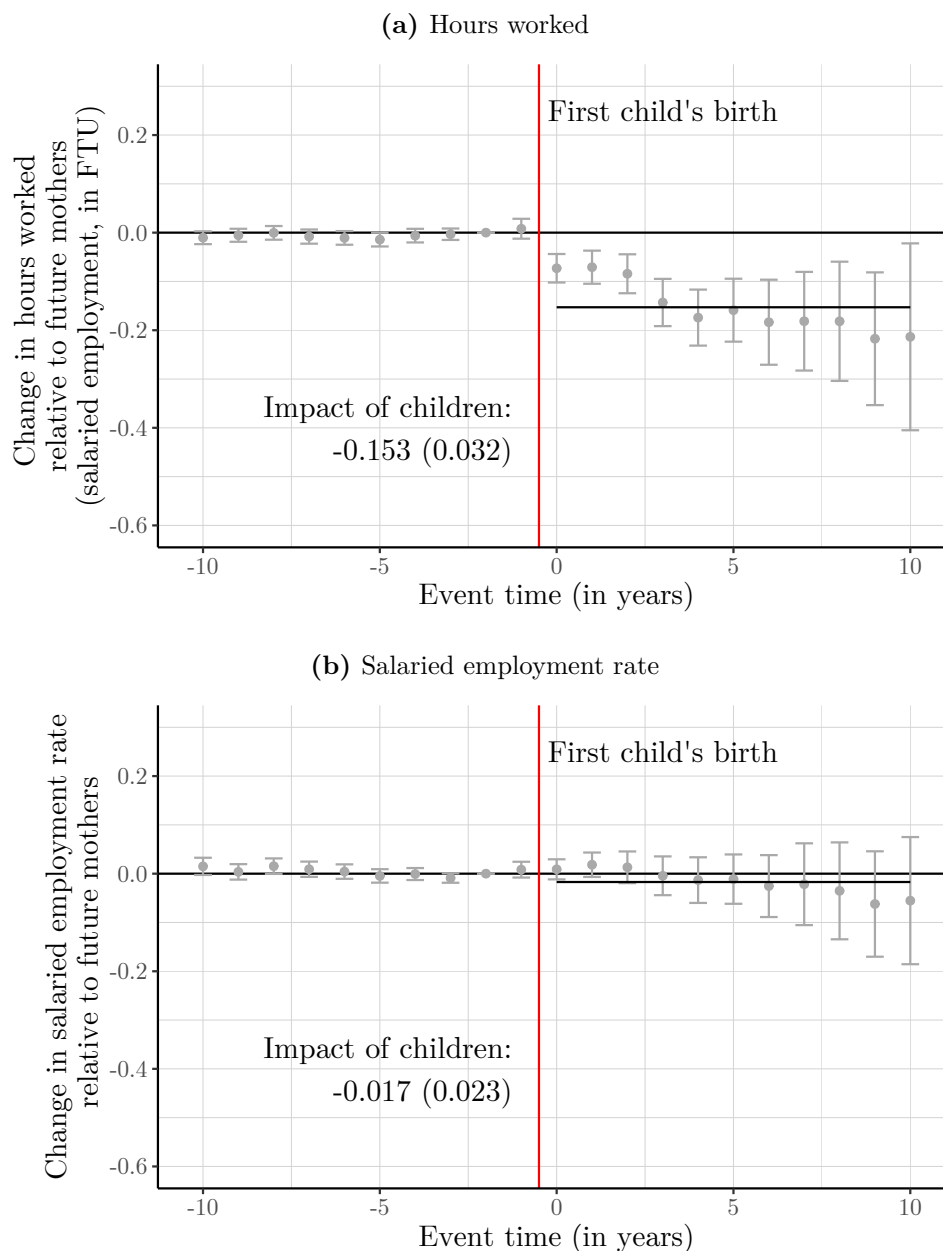 (a) Hours worked
Change in hours worked
relative to future mothers
(salaried employment, in FTU)
0.2
0.0
-0.2
-0.4
-0.6
First child's birth
Impact of children:
-0.153 (0.032)
-10
-5
0
5
10
Event time (in years)
(b) Salaried employment rate
Change in salaried employment rate
relative to future mothers
0.2
0.0
-0.2
-0.4
-0.6
First child's birth
Impact of children:
-0.017 (0.023)
-10
-5
0
5
10
Event time (in years)